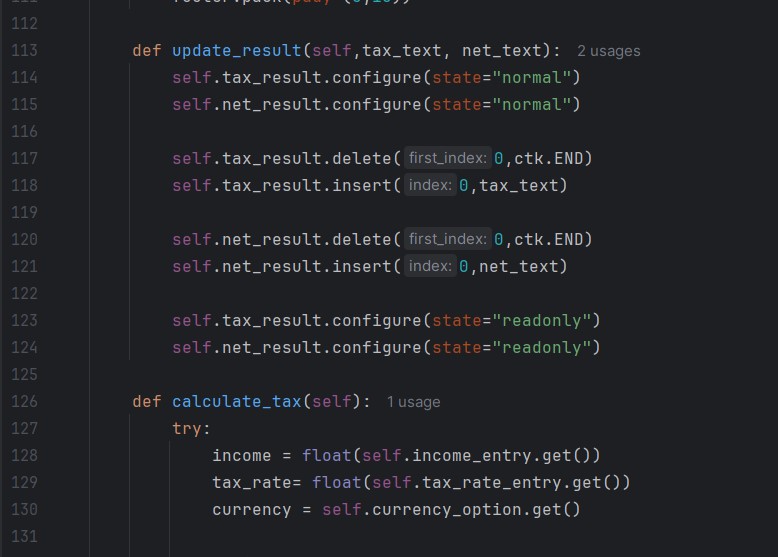 112
113 def update_result(self,tax_text, net_text): 2 usages
114 self.tax_result.configure(state="normal")
115 self.net_result.configure(state="normal")
116
117 self.tax_result.delete( first_index: 0,ctk.END)
118 self.tax_result.insert( index: 0,tax_text)
119
120 self.net_result.delete( first_index: 0,ctk.END)
121 self.net_result.insert( index: 0,net_text)
122
123 self.tax_result.configure(state="readonly")
124 self.net_result.configure(state="readonly")
125
126 def calculate_tax(self): 1 usage
127 try:
128 income = float(self.income_entry.get())
129 tax_rate= float(self.tax_rate_entry.get())
130 currency = self.currency_option.get()
131